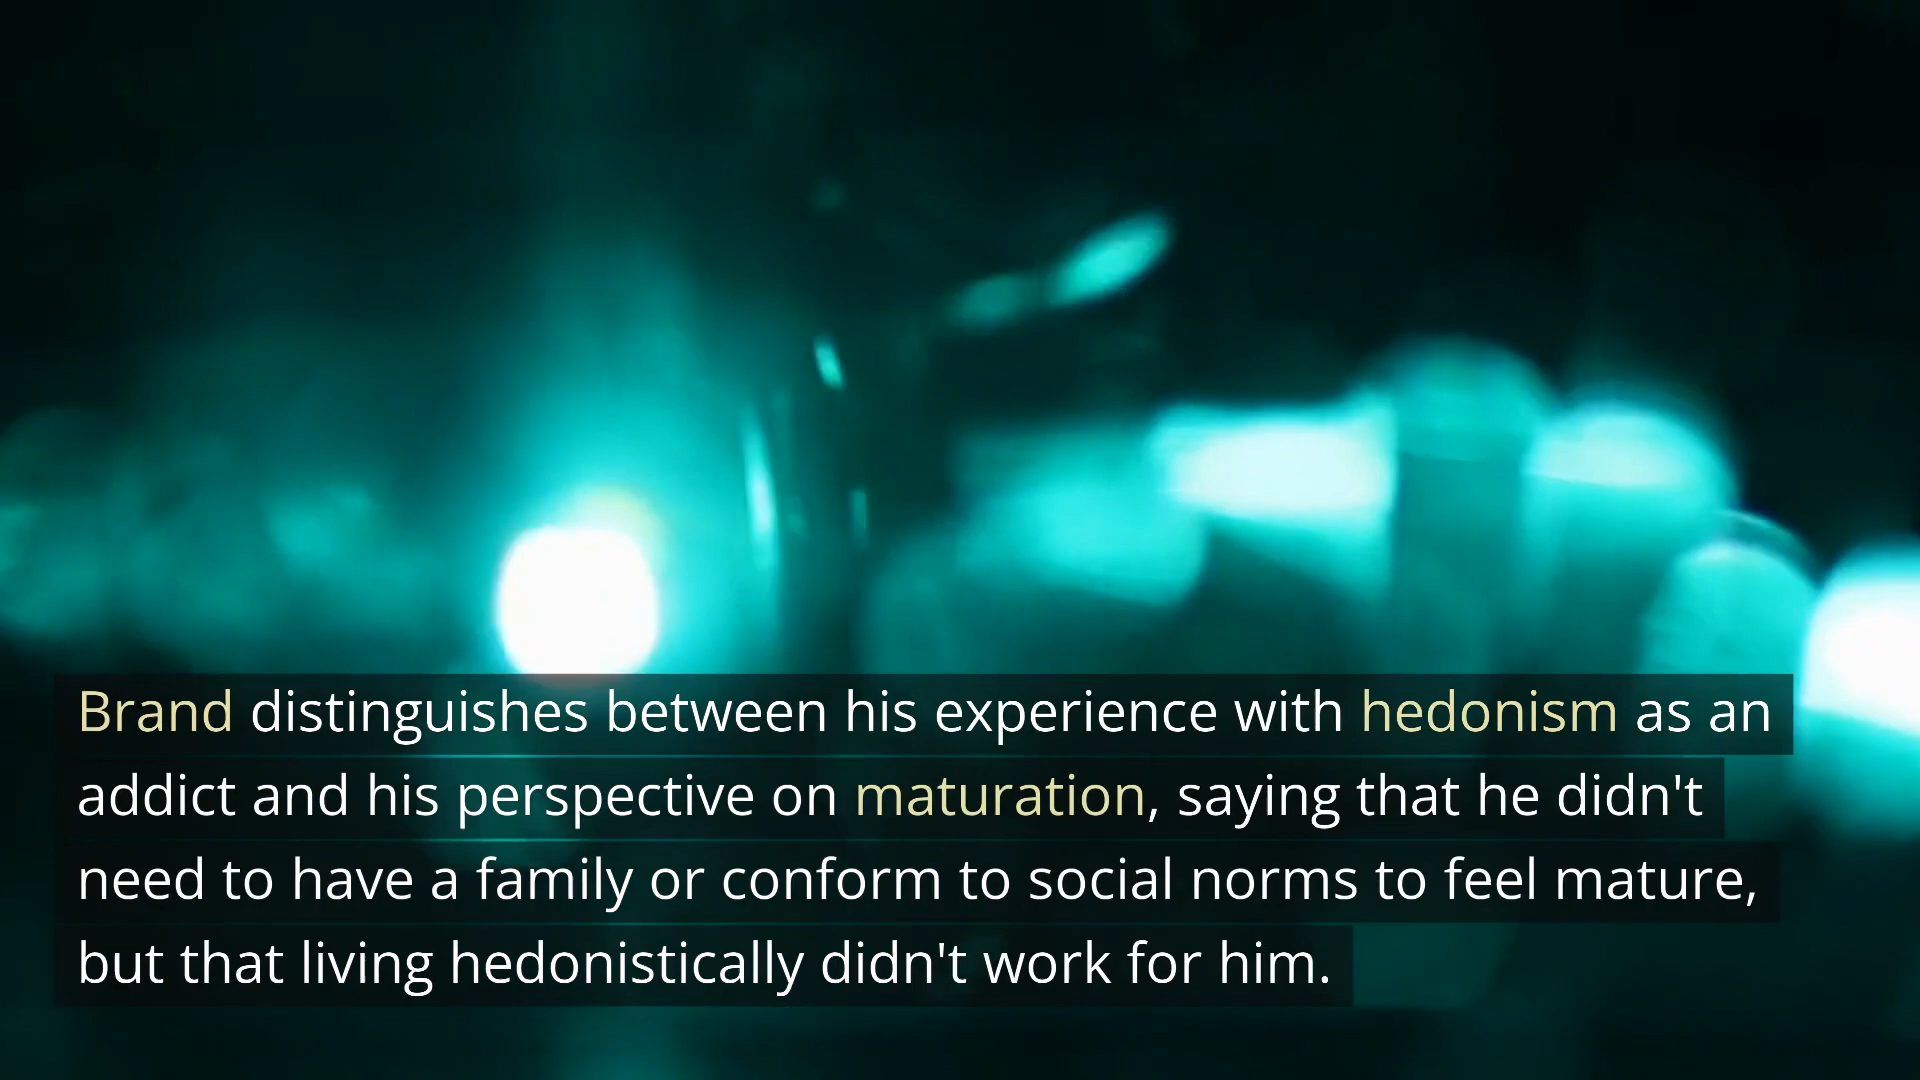 Brand distinguishes between his experience with hedonism as an
addict and his perspective on maturation, saying that he didn't
need to have a family or conform to social norms to feel mature,
but that living hedonistically didn't work for him.